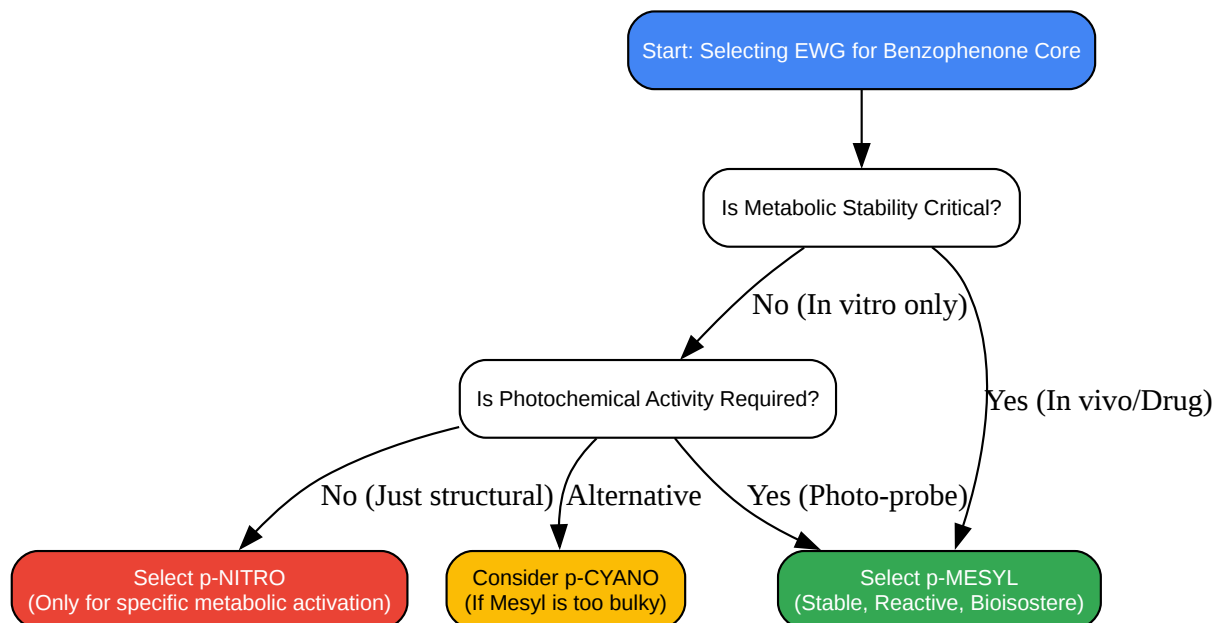 Start: Selecting EWG for Benzophenone Core
Is Metabolic Stability Critical?
No (In vitro only)
Yes (In vivo/Drug)
Is Photochemical Activity Required?
No (Just structural)
Alternative
Yes (Photo-probe)
Select p-NITRO
(Only for specific metabolic activation)
Consider p-CYANO
(If Mesyl is too bulky)
Select p-MESYL
(Stable, Reactive, Bioisostere)